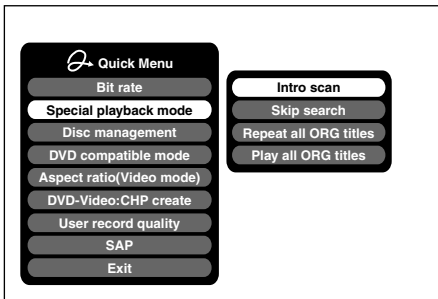 Quick Menu
Bit rate
Special playback mode
Disc management
DVD compatible mode
Aspect ratio(Video mode)
DVD-Video:CHP create
User record quality
SAP
Exit
Intro scan
Skip search
Repeat all ORG titles
Play all ORG titles